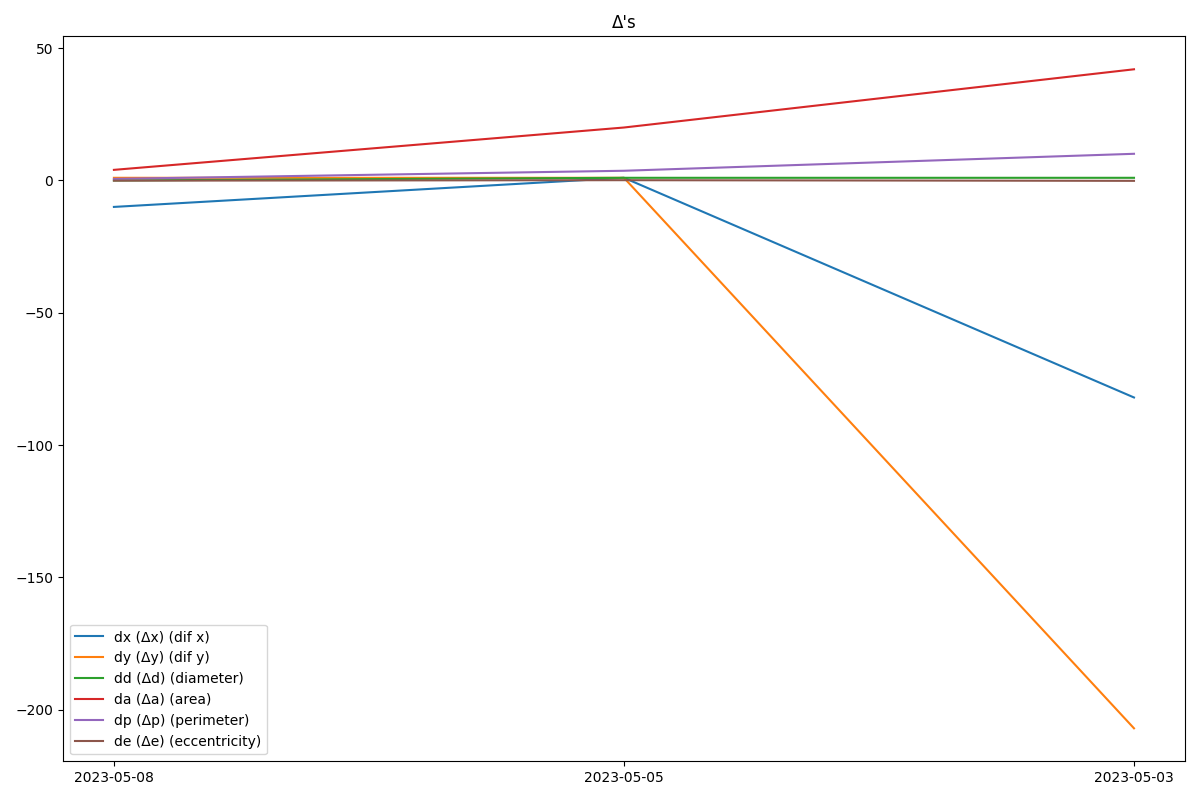 Δ's
50
0
−50
−100
−150
−200
dx (Δx) (dif x)
dy (Δy) (dif y)
dd (Δd) (diameter)
da (Δa) (area)
dp (Δp) (perimeter)
de (Δe) (eccentricity)
2023-05-08
2023-05-05
2023-05-03